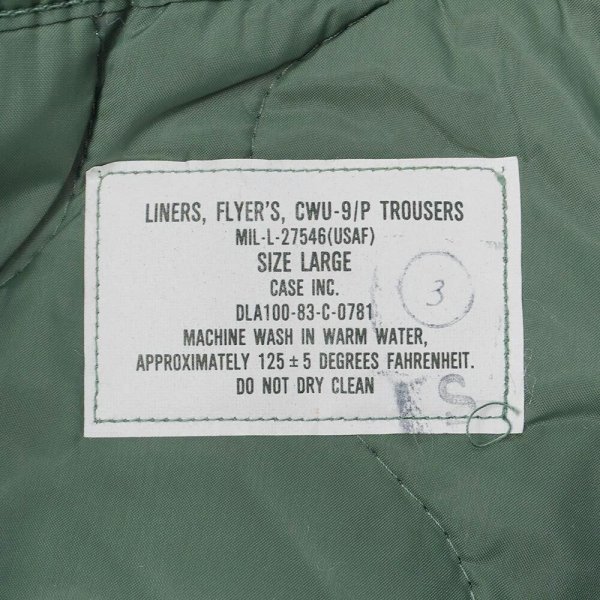 LINERS, FLYER'S, CWU-9/P TROUSERS
MIL-L-27546(USAF)
SIZE LARGE
CASE INC.
3
DLA100-83-C-0781
MACHINE WASH IN WARM WATER,
APPROXIMATELY 125 ± 5 DEGREES FAHRENHEIT.
DO NOT DRY CLEAN